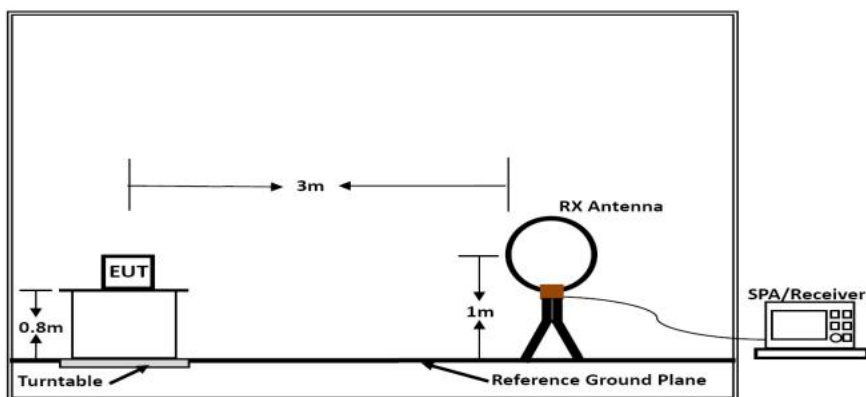 3m
RX Antenna
EUT
SPA/Receiver
0.8m
1m
Turntable
Reference Ground Plane